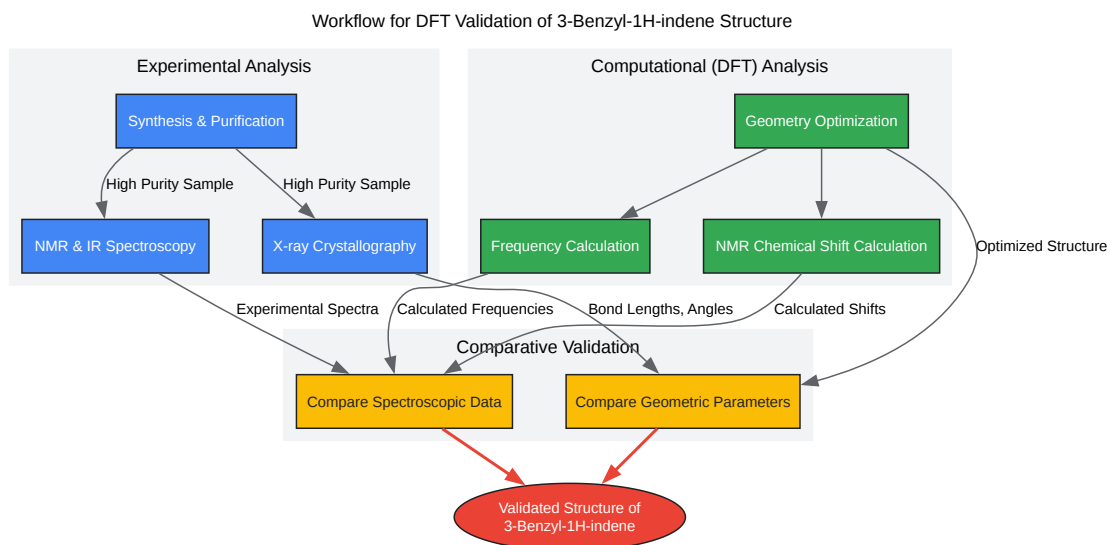 Workflow for DFT Validation of 3-Benzyl-1H-indene Structure
Experimental Analysis
Computational (DFT) Analysis
Synthesis & Purification
Geometry Optimization
High Purity Sample
High Purity Sample
NMR & IR Spectroscopy
X-ray Crystallography
Frequency Calculation
NMR Chemical Shift Calculation
Optimized Structure
Experimental Spectra
Calculated Frequencies
Bond Lengths, Angles
Calculated Shifts
Comparative Validation
Compare Spectroscopic Data
Compare Geometric Parameters
Validated Structure of
3-Benzyl-1H-indene